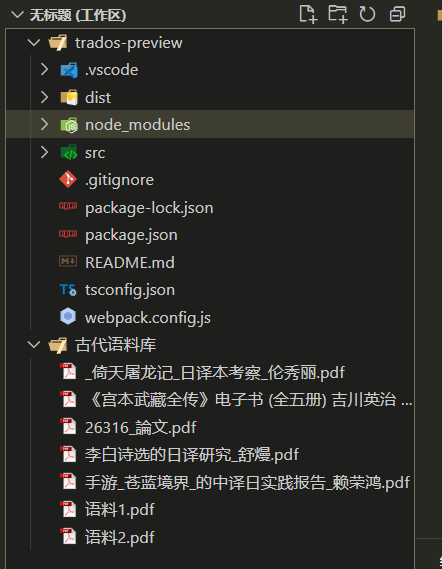 无标题 (工作区)
trados-preview
.vscode
dist
node_modules
src
.gitignore
package-lock.json
package.json
README.md
tsconfig.json
webpack.config.js
古代语料库
_倚天屠龙记_日译本考察_伦秀丽.pdf
《宫本武藏全传》电子书 (全五册) 吉川英治 ...
26316_論文.pdf
李白诗选的日译研究_舒熳.pdf
手游_苍蓝境界_的中译日实践报告_赖荣鸿.pdf
语料1.pdf
语料2.pdf